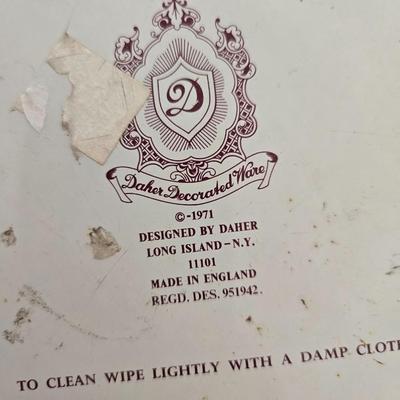 D
Daher Decorated Ware
©-1971
DESIGNED BY DAHER
LONG ISLAND-N.Y.
11101
MADE IN ENGLAND
REGD. DES. 951942.
TO CLEAN WIPE LIGHTLY WITH A DAMP CLOTH